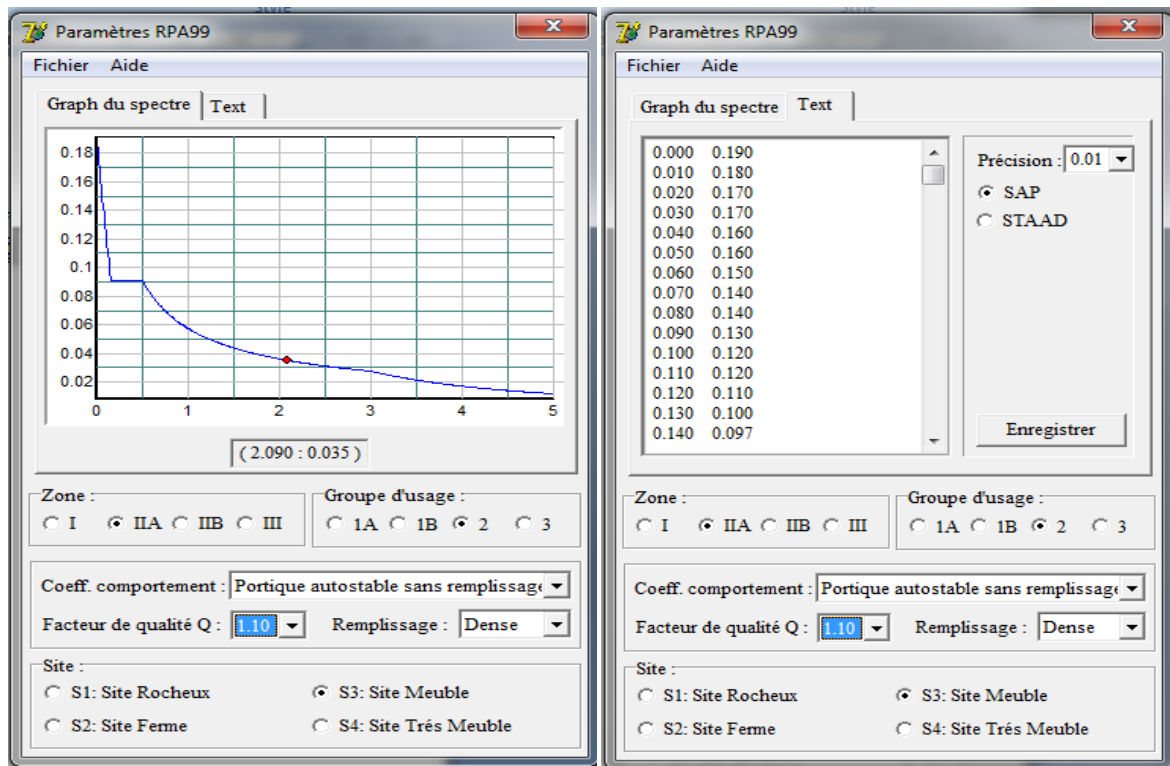 Paramètres RPA99
Fichier Aide
Graph du spectre Text
0.18
0.16
0.14
0.12
0.1
0.08
0.06
0.04
0.02
0 1 2 3 4 5
( 2.090 : 0.035 )
Zone :
I IIA IIB III
Groupe d'usage :
1A 1B 2 3
Coeff. comportement : Portique autostable sans remplissage
Facteur de qualité Q : 1.10 Remplissage : Dense
Site :
S1: Site Rocheux S3: Site Meuble
S2: Site Ferme S4: Site Trés Meuble
Paramètres RPA99
Fichier Aide
Graph du spectre Text
0.000 0.190
0.010 0.180
0.020 0.170
0.030 0.170
0.040 0.160
0.050 0.160
0.060 0.150
0.070 0.140
0.080 0.140
0.090 0.130
0.100 0.120
0.110 0.120
0.120 0.110
0.130 0.100
0.140 0.097
Précision : 0.01
SAP
STAAD
Enregistrer
Zone :
I IIA IIB III
Groupe d'usage :
1A 1B 2 3
Coeff. comportement : Portique autostable sans remplissage
Facteur de qualité Q : 1.10 Remplissage : Dense
Site :
S1: Site Rocheux S3: Site Meuble
S2: Site Ferme S4: Site Trés Meuble